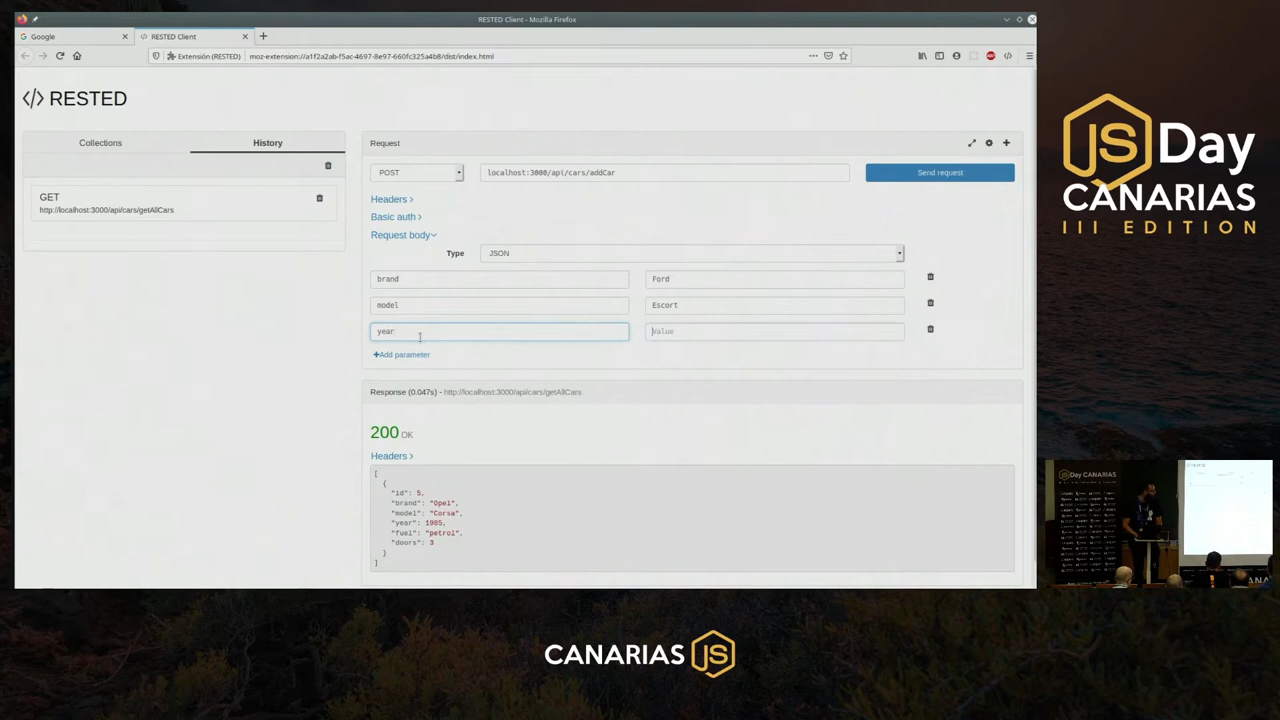 RESTED Client - Mozilla Firefox
Google
RESTED Client
Extensión (RESTED)
moz-extension://a1f2a2ab-f5ac-4697-8e97-660fc325a4b8/dist/index.html
</> RESTED
Collections
History
GET
http://localhost:3000/api/cars/getAllCars
Request
POST
localhost:3000/api/cars/addCar
Send request
Headers >
Basic auth >
Request body
Type
JSON
brand
Ford
model
Escort
year
Value
+Add parameter
Response (0.047s) - http://localhost:3000/api/cars/getAllCars
200 OK
Headers >
[
{
"id": 5,
"brand": "Opel",
"model": "Corsa",
"year": 1985,
"fuel": "petrol",
"doors": 3
}
]
JS Day
CANARIAS
III EDITION
JS Day CANARIAS
CANARIAS JS